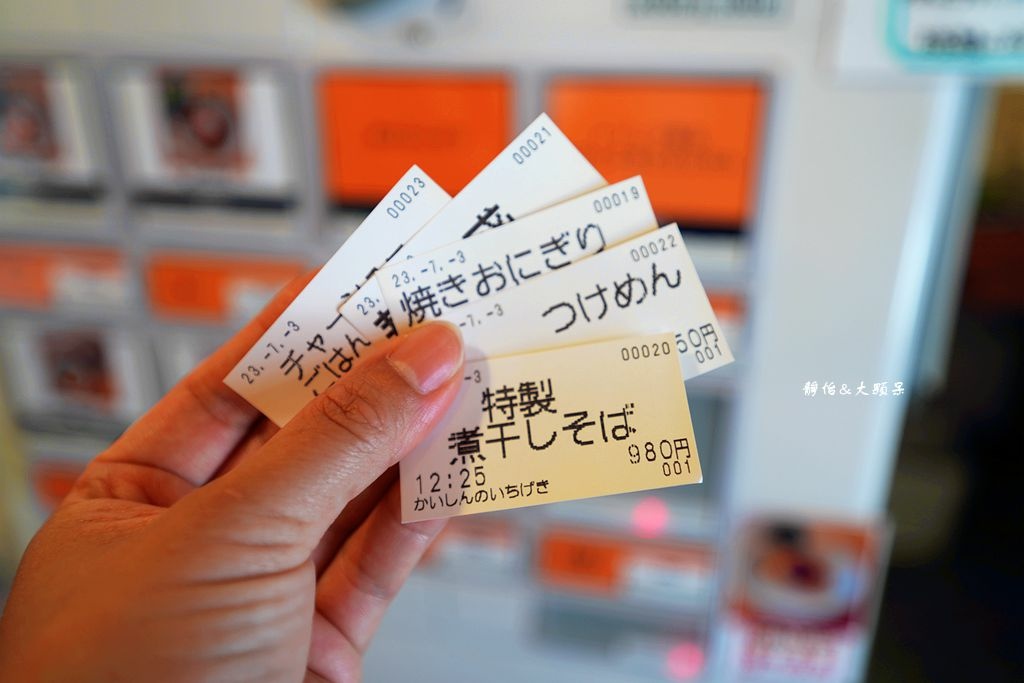 00023
23.-7.-3
チャー
ごはん
00021
23.
00019
23.-7.-3
焼きおにぎり
00022
-7.-3
つけめん
50円
001
00020
-3
特製
煮干しそば
980円
12:25
001
かいしんのいちげき
靜怡&大顆呆